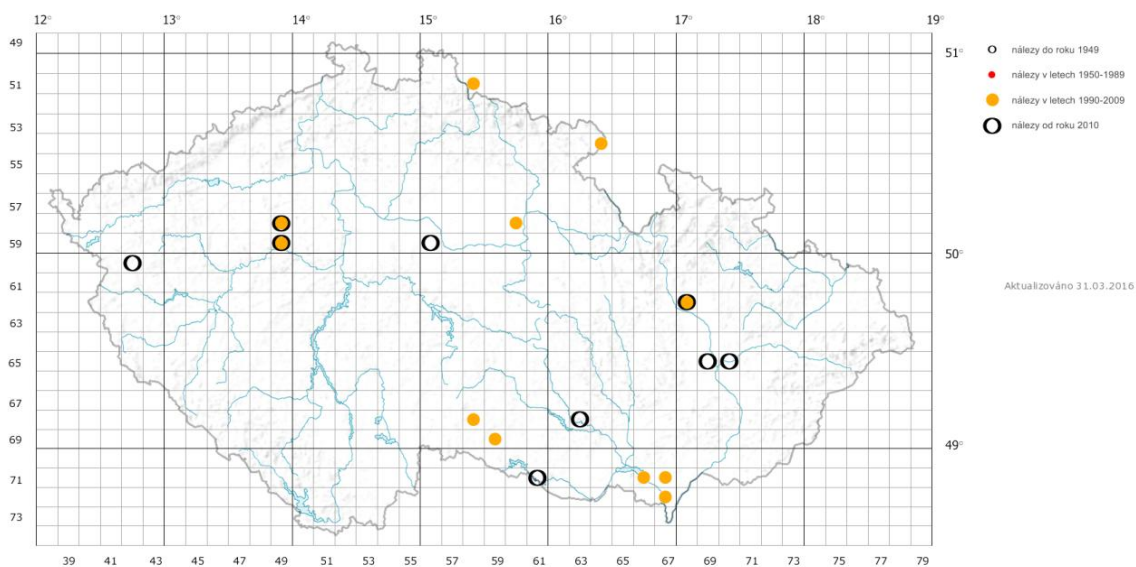 12° 13° 14° 15° 16° 17° 18° 19°
49 51°
nálezy do roku 1949
nálezy v letech 1950-1989
51
nálezy v letech 1990-2009
53
nálezy od roku 2010
55
57
59 50°
61
Aktualizováno 31.03.2016
63
65
67
69 49°
71
73
39 41 43 45 47 49 51 53 55 57 59 61 63 65 67 69 71 73 75 77 79